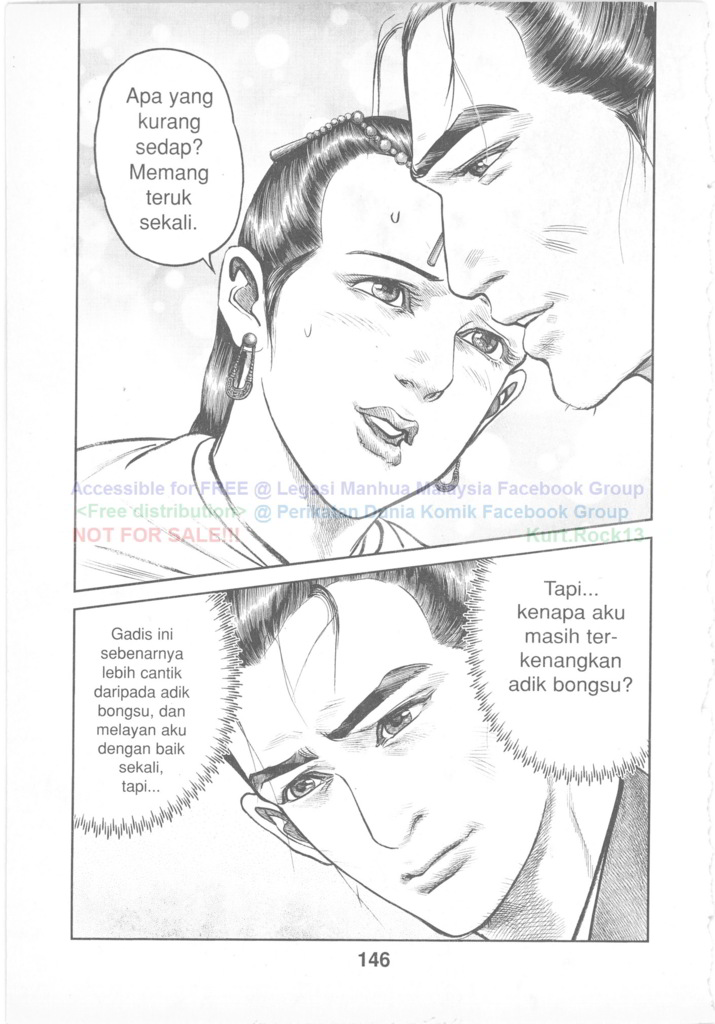 Apa yang
kurang
sedap?
Memang
teruk
sekali.
Accessible for FREE @ Legasi Manhua Malaysia Facebook Group
<Free distribution> @ Perikatan Dunia Komik Facebook Group
NOT FOR SALE!!! Kurt.Rock13
Gadis ini
sebenarnya
lebih cantik
daripada adik
bongsu, dan
melayan aku
dengan baik
sekali,
tapi...
Tapi...
kenapa aku
masih ter-
kenangkan
adik bongsu?
146